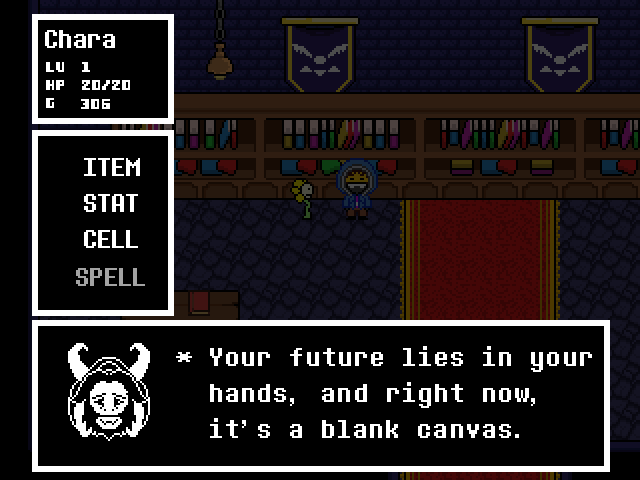 Chara
LV 1
HP 20/20
G 306
ITEM
STAT
CELL
SPELL
* Your future lies in your
hands, and right now,
it's a blank canvas.